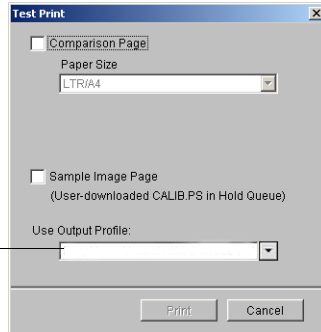 Test Print
Comparison Page
Paper Size
LTR/A4
Sample Image Page
(User-downloaded CALIB.PS in Hold Queue)
Use Output Profile:
Print
Cancel